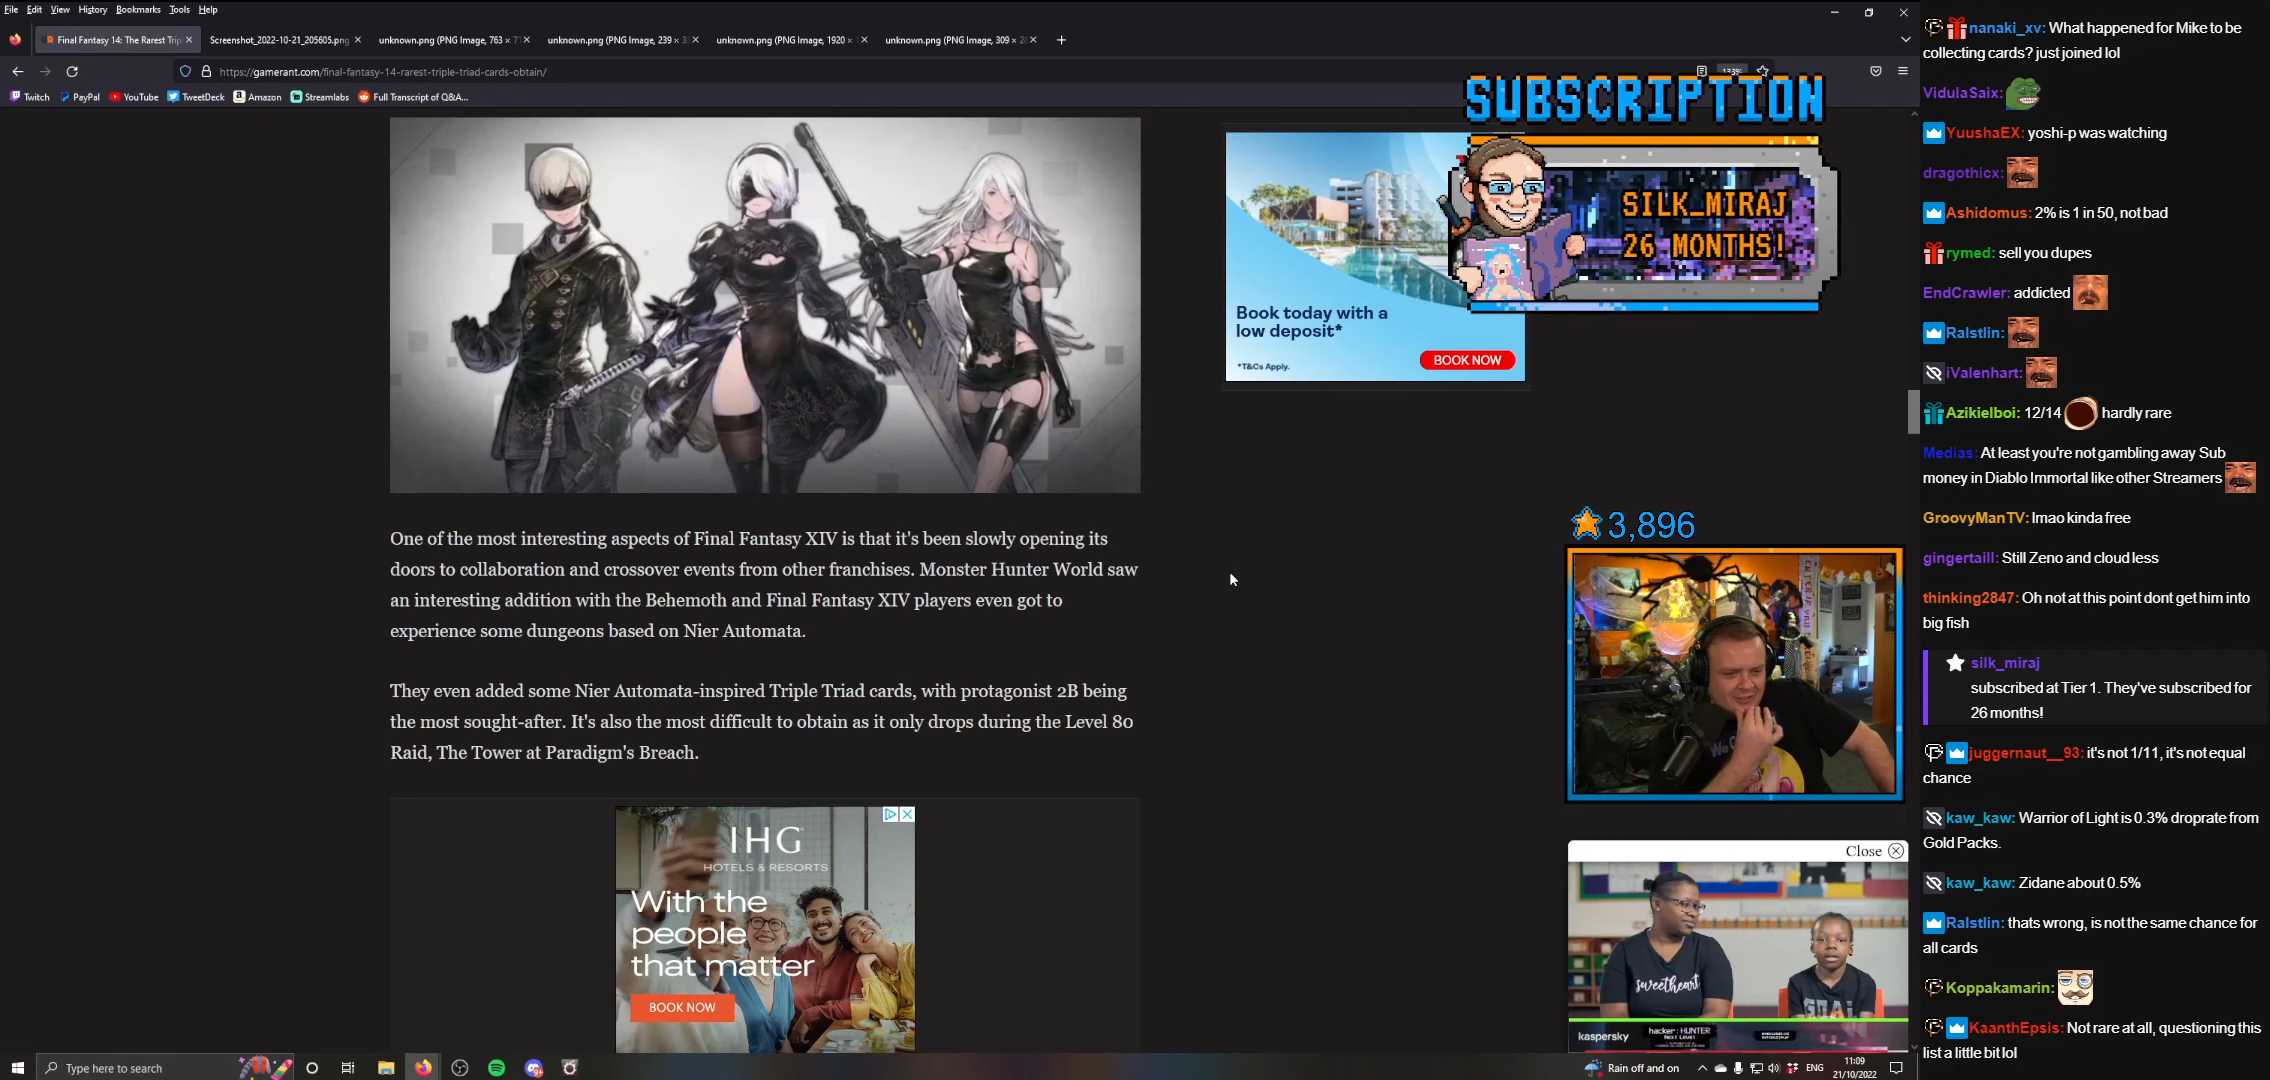 File Edit View History Bookmarks Tools Help
Final Fantasy 14: The Rarest Trip
Screenshot_2022-10-21_205605.png
unknown.png (PNG Image, 763 ×
unknown.png (PNG Image, 239 ×
unknown.png (PNG Image, 1920 ×
unknown.png (PNG Image, 309 ×
https://gamerant.com/final-fantasy-14-rarest-triple-triad-cards-obtain/
133%
Twitch PayPal YouTube TweetDeck Amazon Streamlabs Full Transcript of Q&A...
SUBSCRIPTION
SILK_MIRAJ
26 MONTHS!
Book today with a
low deposit*
*T&Cs Apply.
BOOK NOW
One of the most interesting aspects of Final Fantasy XIV is that it's been slowly opening its
doors to collaboration and crossover events from other franchises. Monster Hunter World saw
an interesting addition with the Behemoth and Final Fantasy XIV players even got to
experience some dungeons based on Nier Automata.
They even added some Nier Automata-inspired Triple Triad cards, with protagonist 2B being
the most sought-after. It's also the most difficult to obtain as it only drops during the Level 80
Raid, The Tower at Paradigm's Breach.
IHG
HOTELS & RESORTS
With the
people
that matter
BOOK NOW
3,896
Close
sweetheart
GOAL
kaspersky
hacker:HUNTER
Next Level
Type here to search
Rain off and on
ENG
11:09
21/10/2022
nanaki_xv: What happened for Mike to be
collecting cards? just joined lol
VidulaSaix:
YuushaEX: yoshi-p was watching
dragothicx:
Ashidomus: 2% is 1 in 50, not bad
rymed: sell you dupes
EndCrawler: addicted
Ralstlin:
iValenhart:
Azikielboi: 12/14 hardly rare
Medias: At least you're not gambling away Sub
money in Diablo Immortal like other Streamers
GroovyManTV: lmao kinda free
gingertaill: Still Zeno and cloud less
thinking2847: Oh not at this point dont get him into
big fish
silk_miraj
subscribed at Tier 1. They've subscribed for
26 months!
juggernaut__93: it's not 1/11, it's not equal
chance
kaw_kaw: Warrior of Light is 0.3% droprate from
Gold Packs.
kaw_kaw: Zidane about 0.5%
Ralstlin: thats wrong, is not the same chance for
all cards
Koppakamarin:
KaanthEpsis: Not rare at all, questioning this
list a little bit lol